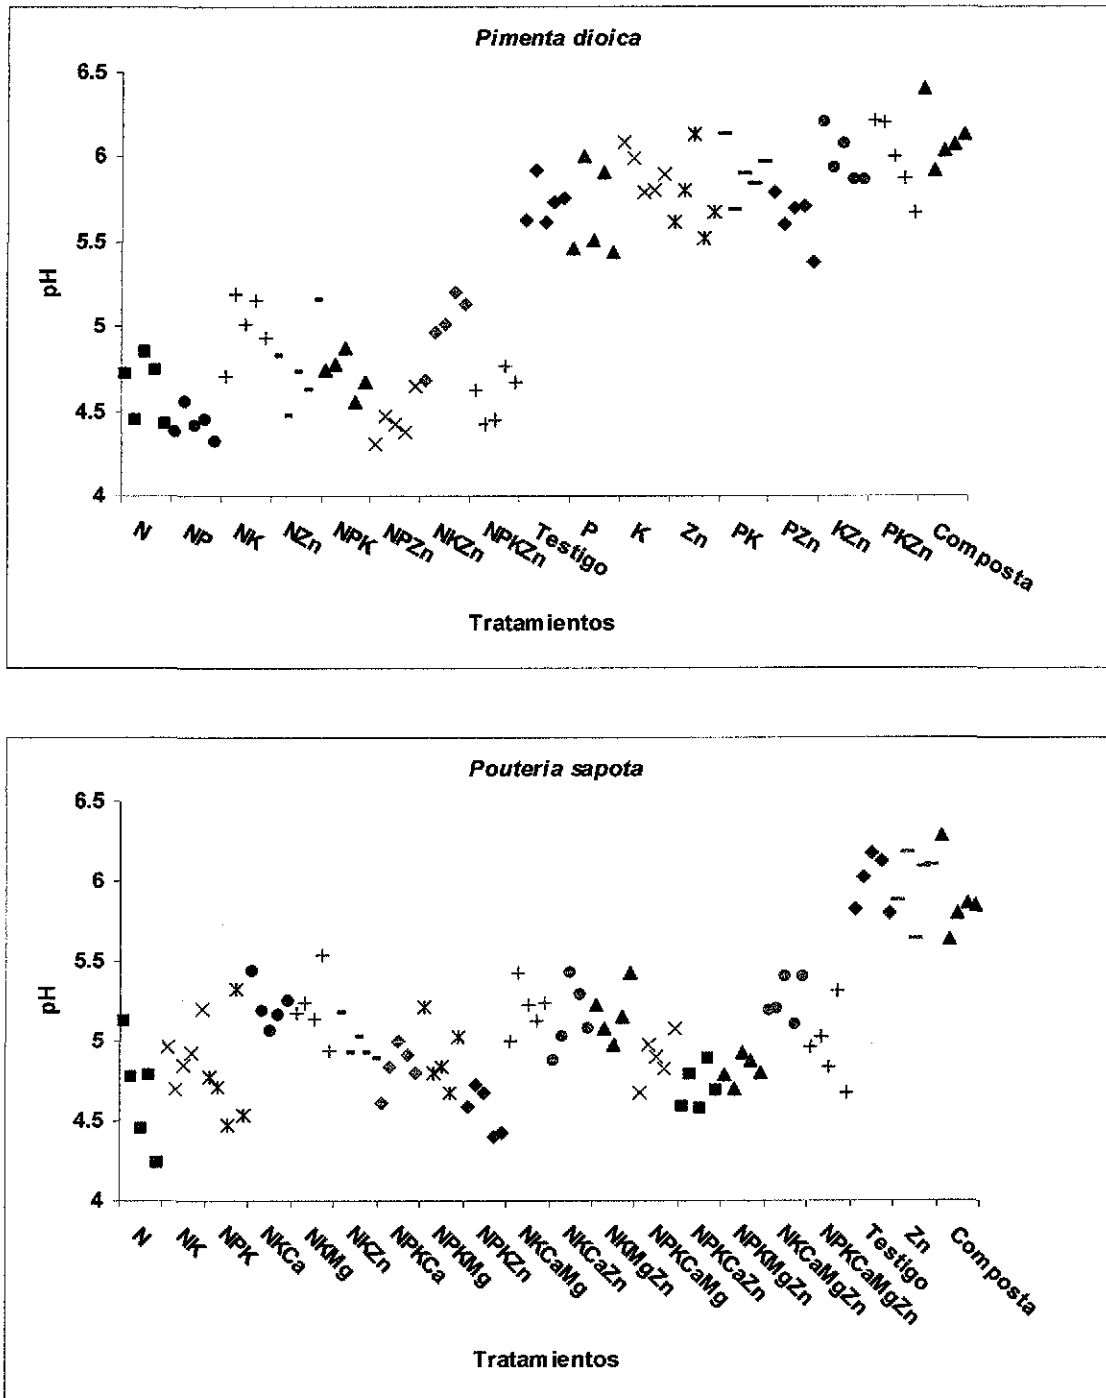 Pimenta dioica
6.5
6
5.5
5
4.5
4
pH
N
NP
NK
NZn
NPK
NPZn
NKZn
NPKZn
Testigo
P
K
Zn
PK
PZn
KZn
PKZn
Composta
Tratamientos
Pouteria sapota
6.5
6
5.5
5
4.5
4
pH
N
NK
NPK
NKCa
NKMg
NKZn
NPKCa
NPKMg
NPKZn
NKCaMg
NKCaZn
NKMgZn
NPKCaMg
NPKCaZn
NPKMgZn
NKCaMgZn
NPKCaMgZn
Testigo
Zn
Composta
Tratamientos